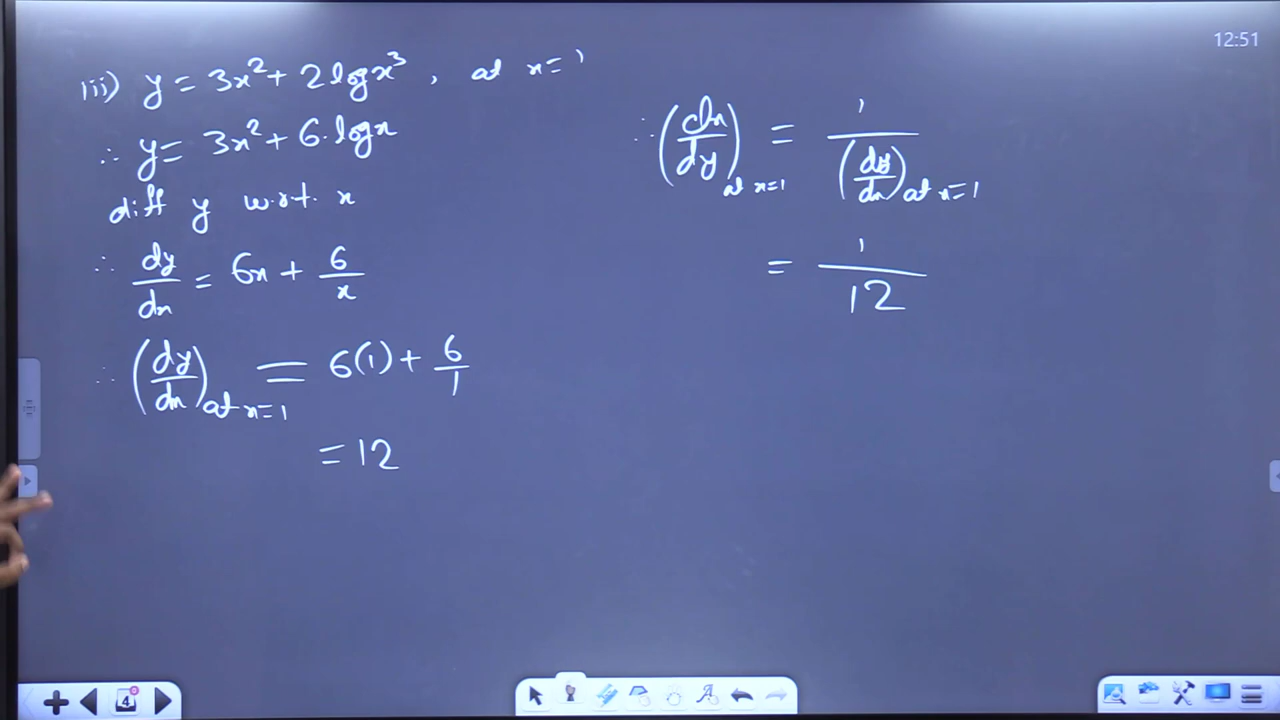 12:51
iii) y = 3x² + 2 log x³, at x = 1
∴ y = 3x² + 6 · log x
diff y w.r.t. x
∴ dy/dx = 6x + 6/x
∴ (dy/dx) at x=1 = 6(1) + 6/1
= 12
∴ (dx/dy) at x=1 = 1/(dy/dx) at x=1
= 1/12
4